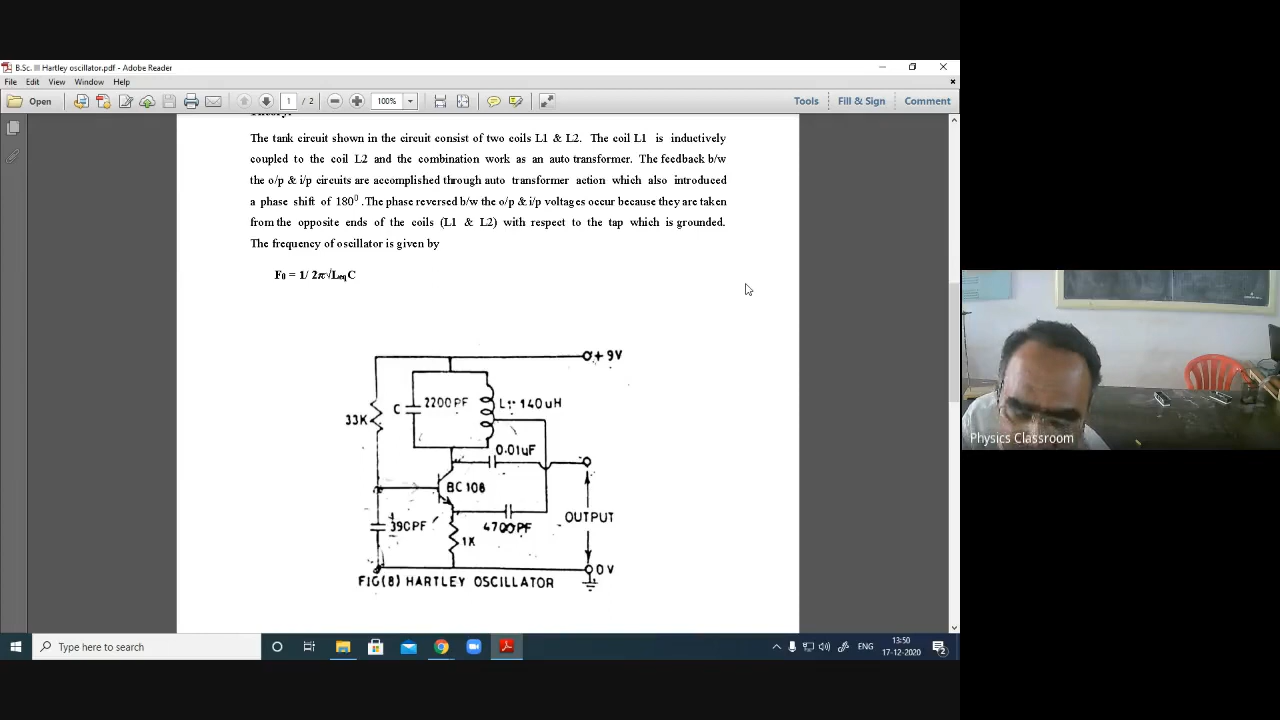 B.Sc. III Hartley oscillator.pdf - Adobe Reader
File Edit View Window Help
Open 1 / 2 100% Tools Fill & Sign Comment
Theory:
The tank circuit shown in the circuit consist of two coils L1 & L2. The coil L1 is inductively
coupled to the coil L2 and the combination work as an auto transformer. The feedback b/w
the o/p & i/p circuits are accomplished through auto transformer action which also introduced
a phase shift of 180⁰ .The phase reversed b/w the o/p & i/p voltages occur because they are taken
from the opposite ends of the coils (L1 & L2) with respect to the tap which is grounded.
The frequency of oscillator is given by
F₀ = 1/ 2π√LeqC
+ 9V
C 2200PF L 140uH
33K
0.01uF
BC108
390PF 4700PF OUTPUT
1K
0V
FIG(8) HARTLEY OSCILLATOR
Physics Classroom
Type here to search
ENG
13:50
17-12-2020
2